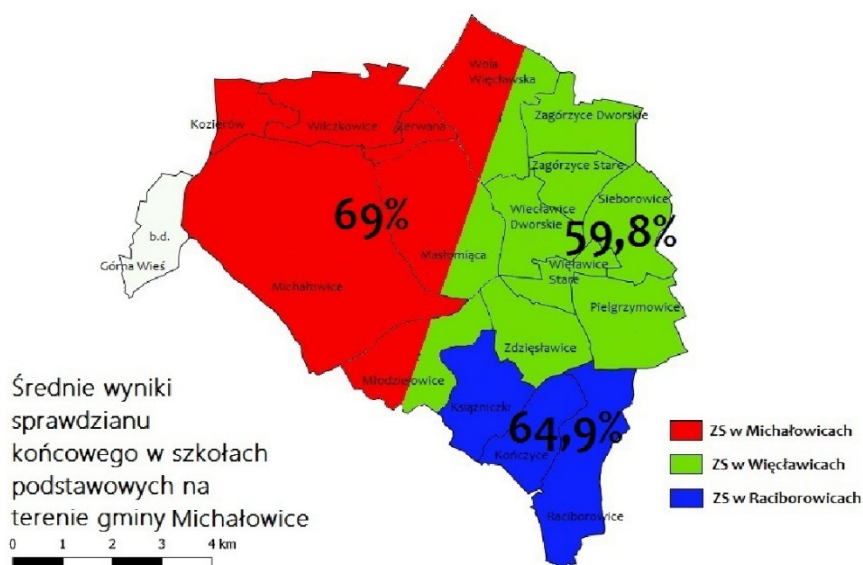 Wola
Więcławska
Kozierów
Wilczkowice
Zerwana
Zagórzyce Dworskie
Zagórzyce Stare
Sieborowice
69%
Więcławice
Dworskie
59,8%
b.d.
Górna Wieś
Masłomiąca
Michałowice
Więławice
Stare
Pielgrzymowice
Zdzięsławice
Młodziejowice
Książniczki
64,9%
Kończyce
Raciborowice
Średnie wyniki
sprawdzianu
końcowego w szkołach
podstawowych na
terenie gminy Michałowice
0 1 2 3 4 km
ZS w Michałowicach
ZS w Więcławicach
ZS w Raciborowicach